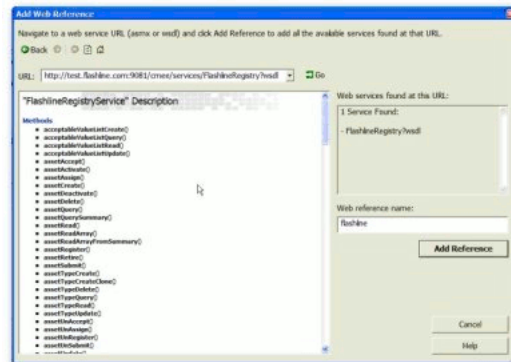 Add Web Reference
Navigate to a web service URL (asmx or wsdl) and click Add Reference to add all the available services found at that URL.
Back
URL: http://test.flashline.com:9081/cmex/services/FlashlineRegistry?wsdl
Go
"FlashlineRegistryService" Description
Methods
acceptableValueListCreate()
acceptableValueListQuery()
acceptableValueListRead()
acceptableValueListUpdate()
assetAccept()
assetActivate()
assetAssign()
assetCreate()
assetDeactivate()
assetDelete()
assetQuery()
assetQuerySummary()
assetRead()
assetReadArray()
assetReadArrayFromSummary()
assetRegister()
assetRetire()
assetSubmit()
assetTypeCreate()
assetTypeCreateClone()
assetTypeDelete()
assetTypeQuery()
assetTypeRead()
assetTypeUpdate()
assetUnAccept()
assetUnAssign()
assetUnRegister()
assetUnSubmit()
Web services found at this URL:
1 Service Found:
- FlashlineRegistry?wsdl
Web reference name:
flashline
Add Reference
Cancel
Help